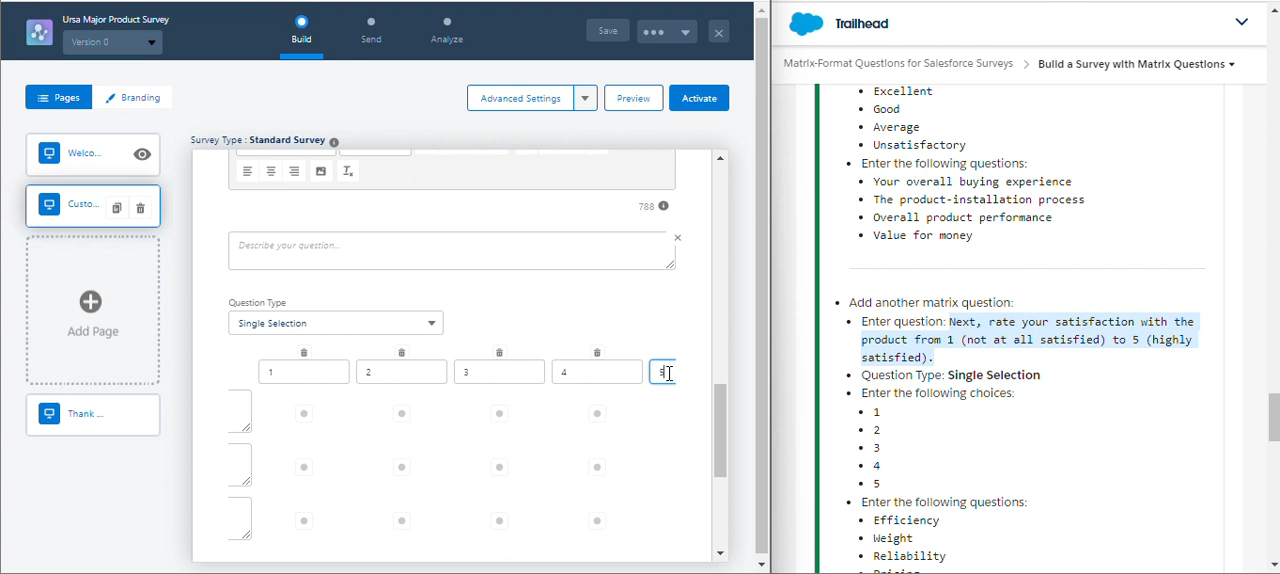 Ursa Major Product Survey
Version 0
Build
Send
Analyze
Save
Pages
Branding
Advanced Settings
Preview
Activate
Survey Type : Standard Survey
Welco...
Custo...
Add Page
Thank ...
788
Describe your question...
Question Type
Single Selection
1 2 3 4 5
Trailhead
Matrix-Format Questions for Salesforce Surveys > Build a Survey with Matrix Questions
• Excellent
• Good
• Average
• Unsatisfactory
• Enter the following questions:
• Your overall buying experience
• The product-installation process
• Overall product performance
• Value for money
• Add another matrix question:
• Enter question: Next, rate your satisfaction with the
product from 1 (not at all satisfied) to 5 (highly
satisfied).
• Question Type: Single Selection
• Enter the following choices:
• 1
• 2
• 3
• 4
• 5
• Enter the following questions:
• Efficiency
• Weight
• Reliability